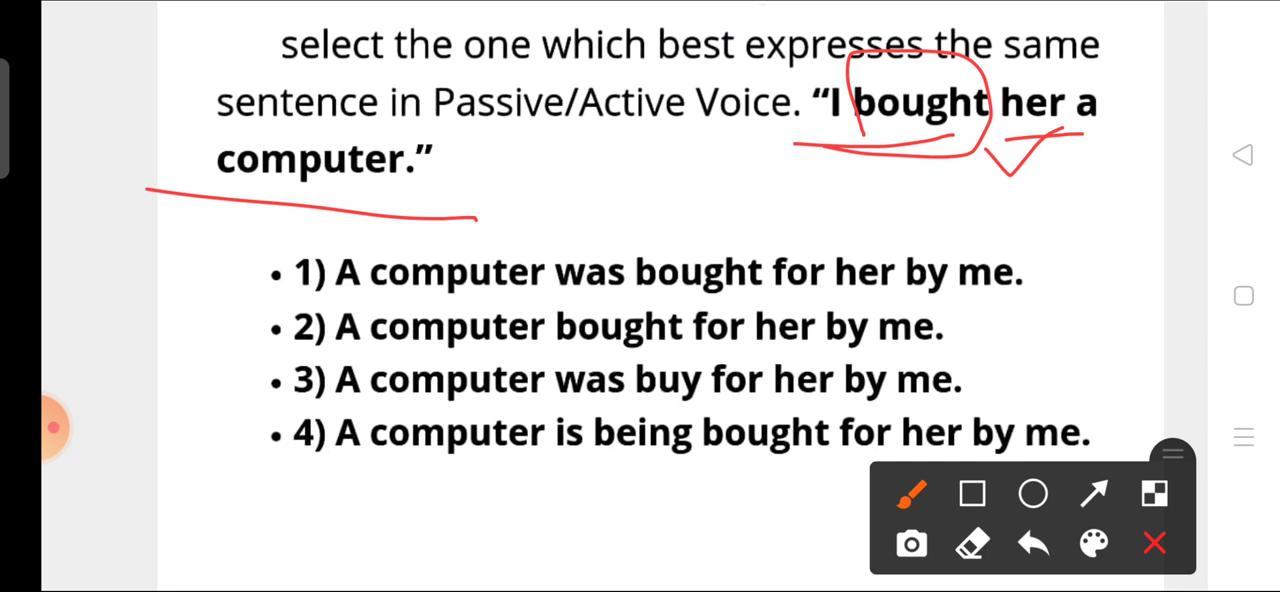 select the one which best expresses the same
sentence in Passive/Active Voice. “I bought her a
computer.”
• 1) A computer was bought for her by me.
• 2) A computer bought for her by me.
• 3) A computer was buy for her by me.
• 4) A computer is being bought for her by me.